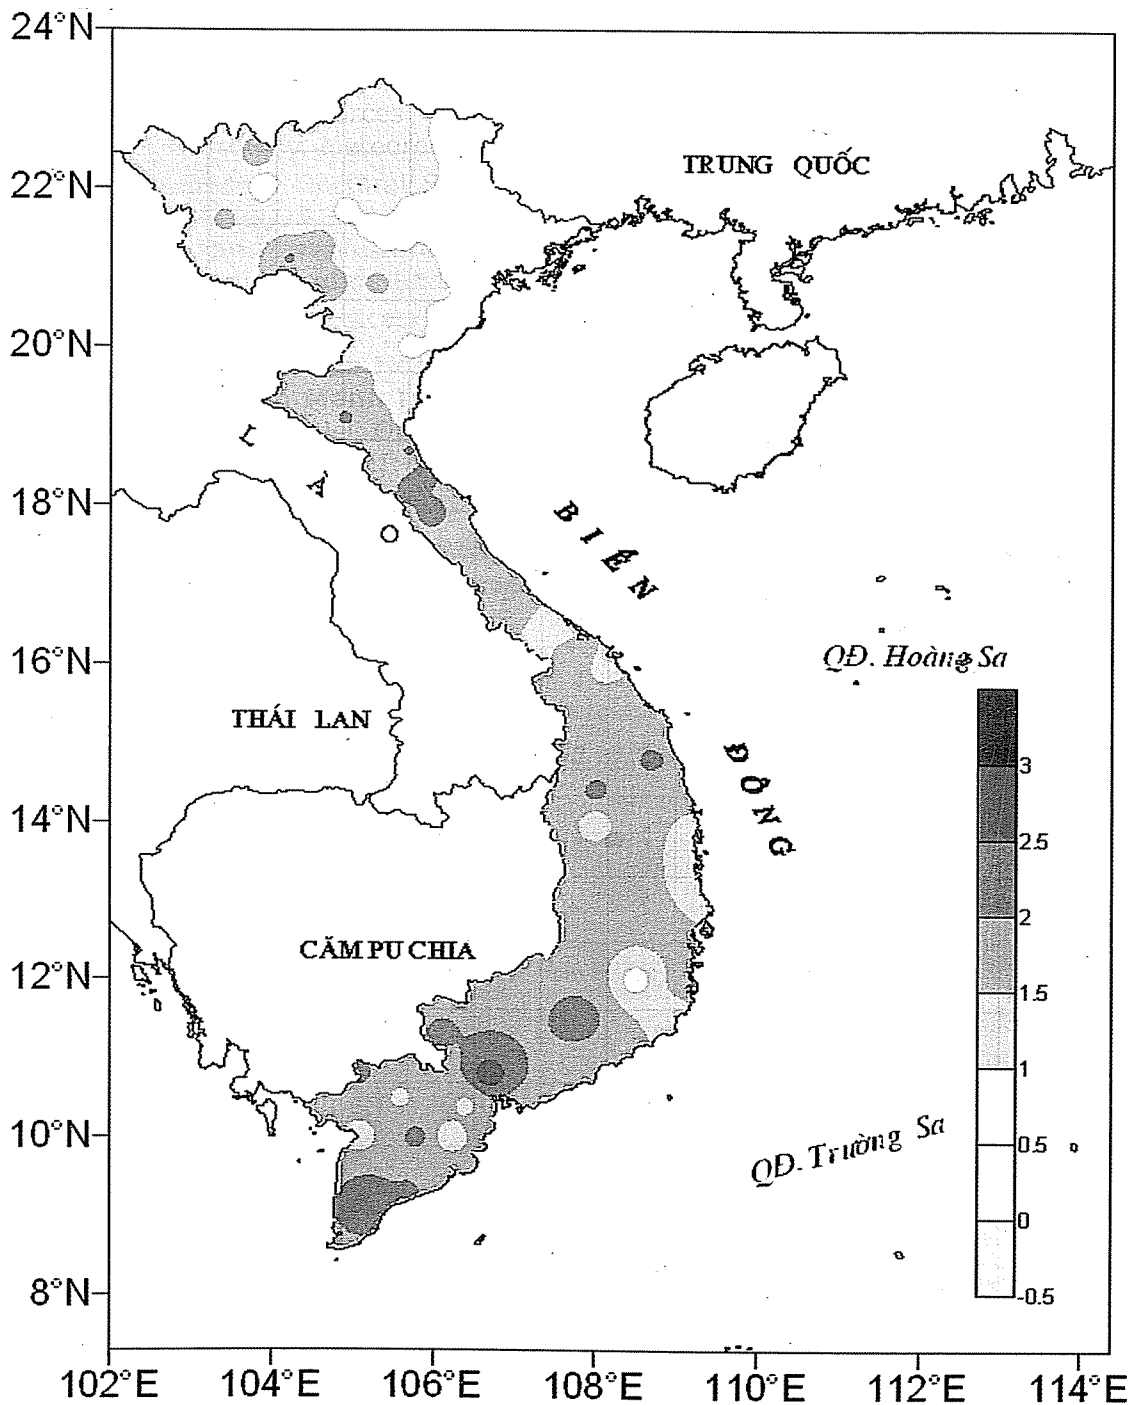 24°N
22°N
20°N
18°N
16°N
14°N
12°N
10°N
8°N
TRUNG QUỐC
L
À
O
BIỂN
ĐÔNG
QĐ. Hoàng Sa
THÁI LAN
CĂM PU CHIA
QĐ. Trường Sa
3
2.5
2
1.5
1
0.5
0
-0.5
102°E 104°E 106°E 108°E 110°E 112°E 114°E